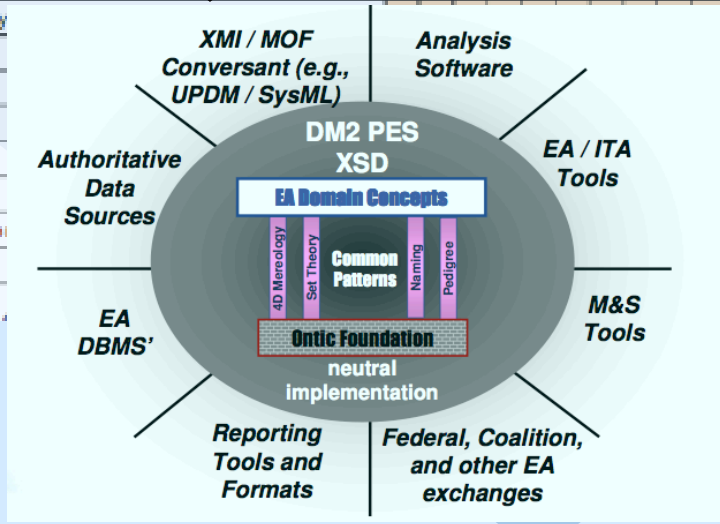 XMI / MOF
Conversant (e.g.,
UPDM / SysML)
Analysis
Software
Authoritative
Data
Sources
EA / ITA
Tools
DM2 PES
XSD
EA Domain Concepts
4D Mereology
Set Theory
Common
Patterns
Naming
Pedigree
Ontic Foundation
neutral
implementation
EA
DBMS’
M&S
Tools
Reporting
Tools and
Formats
Federal, Coalition,
and other EA
exchanges